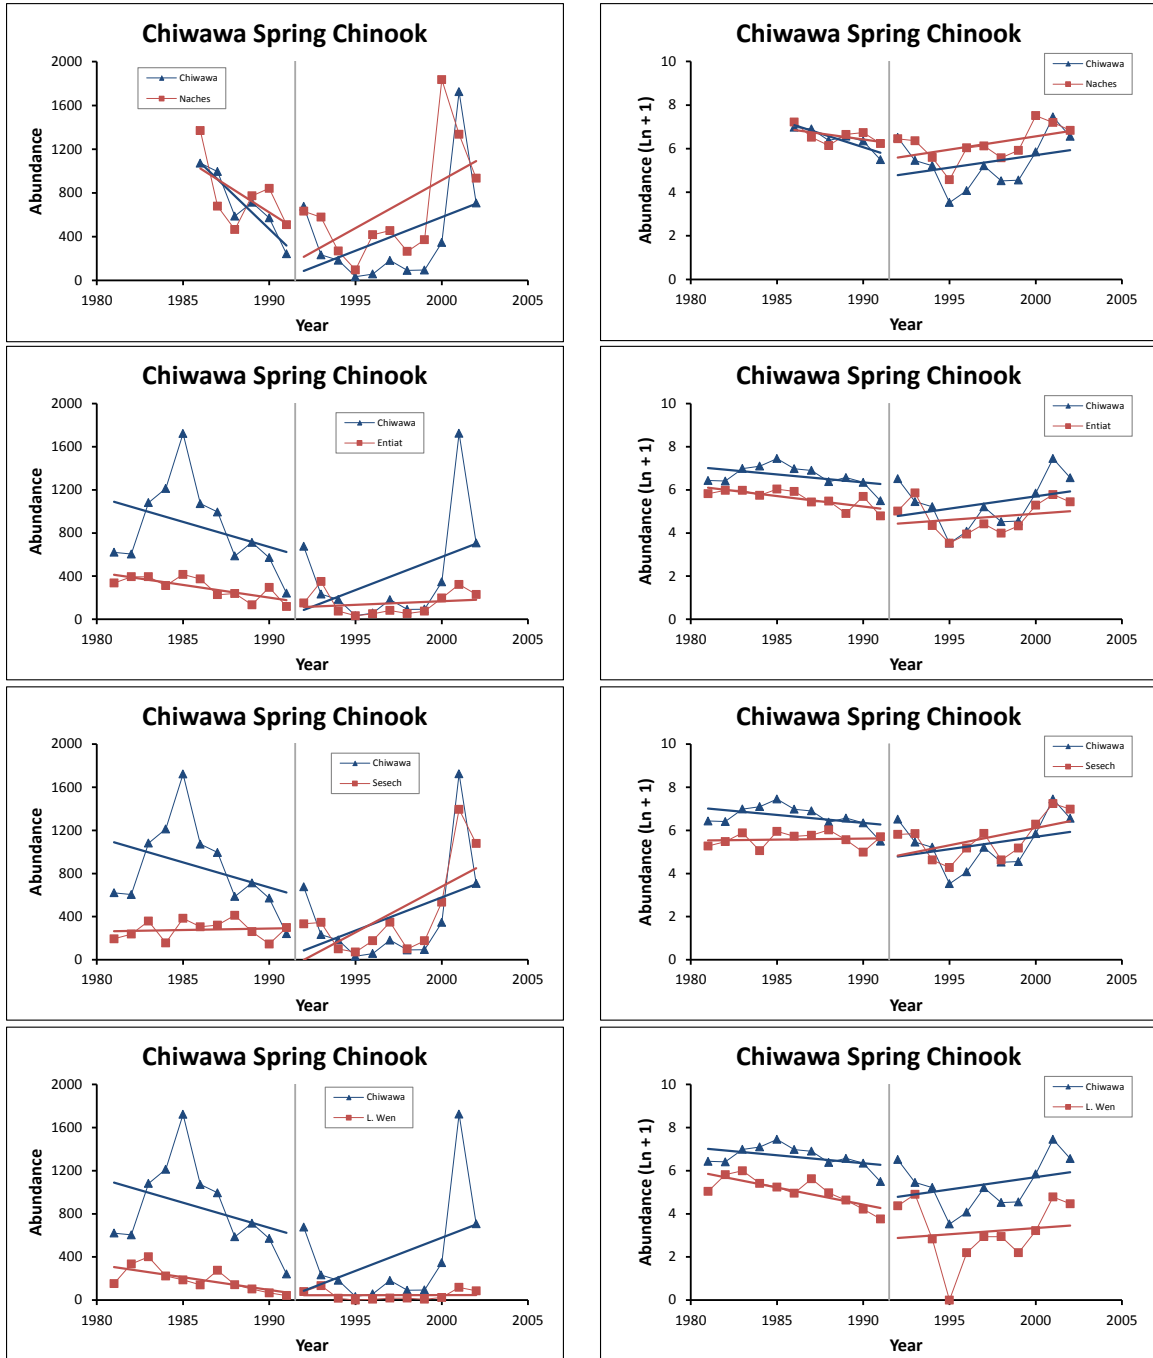 Chiwawa Spring Chinook
2000
1600
1200
800
400
0
Abundance
Chiwawa
Naches
1980 1985 1990 1995 2000 2005
Year
Chiwawa Spring Chinook
10
8
6
4
2
0
Abundance (Ln + 1)
Chiwawa
Naches
1980 1985 1990 1995 2000 2005
Year
Chiwawa Spring Chinook
2000
1600
1200
800
400
0
Abundance
Chiwawa
Entiat
1980 1985 1990 1995 2000 2005
Year
Chiwawa Spring Chinook
10
8
6
4
2
0
Abundance (Ln + 1)
Chiwawa
Entiat
1980 1985 1990 1995 2000 2005
Year
Chiwawa Spring Chinook
2000
1600
1200
800
400
0
Abundance
Chiwawa
Sesech
1980 1985 1990 1995 2000 2005
Year
Chiwawa Spring Chinook
10
8
6
4
2
0
Abundance (Ln + 1)
Chiwawa
Sesech
1980 1985 1990 1995 2000 2005
Year
Chiwawa Spring Chinook
2000
1600
1200
800
400
0
Abundance
Chiwawa
L. Wen
1980 1985 1990 1995 2000 2005
Year
Chiwawa Spring Chinook
10
8
6
4
2
0
Abundance (Ln + 1)
Chiwawa
L. Wen
1980 1985 1990 1995 2000 2005
Year